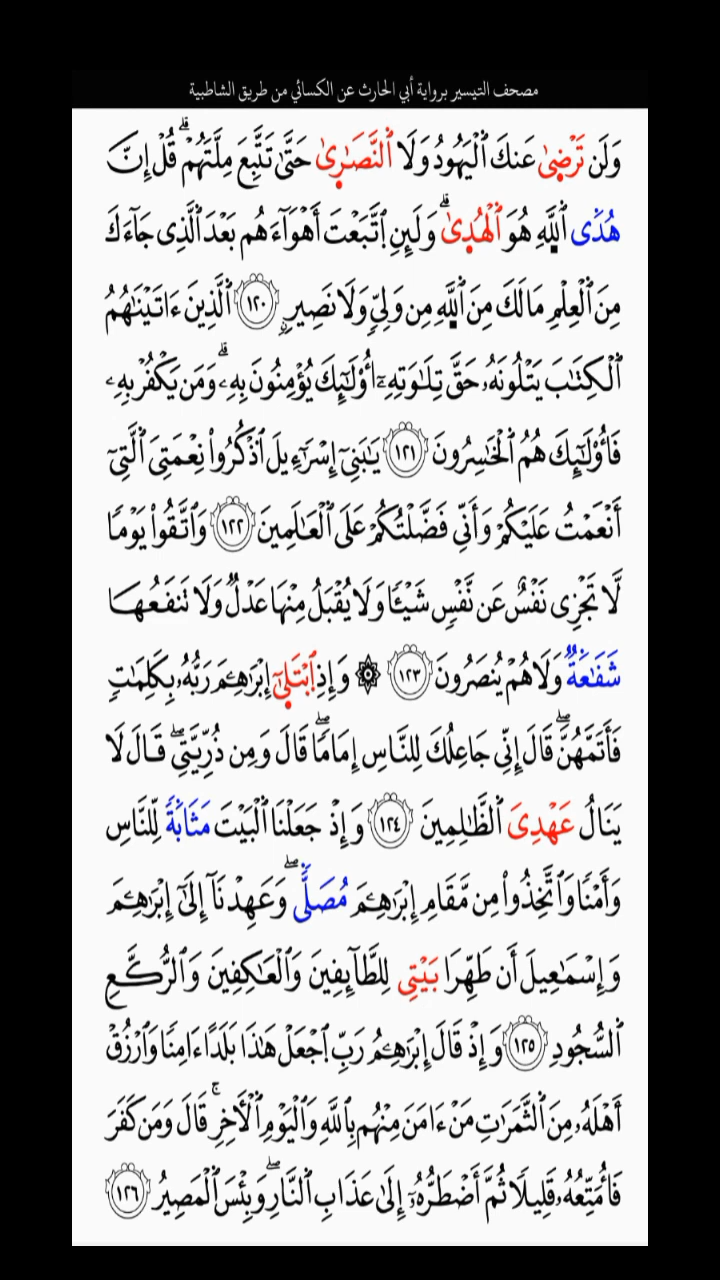 مصحف التيسير برواية أبي الحارث عن الكسائي من طريق الشاطبية
وَلَن تَرْضَىٰ عَنكَ ٱلْيَهُودُ وَلَا ٱلنَّصَٰرَىٰ حَتَّىٰ تَتَّبِعَ مِلَّتَهُمْۗ قُلْ إِنَّ
هُدَى ٱللَّهِ هُوَ ٱلْهُدَىٰۗ وَلَئِنِ ٱتَّبَعْتَ أَهْوَآءَهُم بَعْدَ ٱلَّذِى جَآءَكَ
مِنَ ٱلْعِلْمِ مَا لَكَ مِنَ ٱللَّهِ مِن وَلِىٍّ وَلَا نَصِيرٍ ١٢٠ ٱلَّذِينَ ءَاتَيْنَٰهُمُ
ٱلْكِتَٰبَ يَتْلُونَهُۥ حَقَّ تِلَاوَتِهِۦٓ أُوْلَٰٓئِكَ يُؤْمِنُونَ بِهِۦۗ وَمَن يَكْفُرْ بِهِۦ
فَأُوْلَٰٓئِكَ هُمُ ٱلْخَٰسِرُونَ ١٢١ يَٰبَنِىٓ إِسْرَٰٓءِيلَ ٱذْكُرُواْ نِعْمَتِىَ ٱلَّتِىٓ
أَنْعَمْتُ عَلَيْكُمْ وَأَنِّى فَضَّلْتُكُمْ عَلَى ٱلْعَٰلَمِينَ ١٢٢ وَٱتَّقُواْ يَوْمًا
لَّا تَجْزِى نَفْسٌ عَن نَّفْسٍ شَيْـًٔا وَلَا يُقْبَلُ مِنْهَا عَدْلٌ وَلَا تَنفَعُهَا
شَفَٰعَةٌ وَلَا هُمْ يُنصَرُونَ ١٢٣ ۞ وَإِذِ ٱبْتَلَىٰٓ إِبْرَٰهِـۧمَ رَبُّهُۥ بِكَلِمَٰتٍ
فَأَتَمَّهُنَّۖ قَالَ إِنِّى جَاعِلُكَ لِلنَّاسِ إِمَامًاۖ قَالَ وَمِن ذُرِّيَّتِىۖ قَالَ لَا
يَنَالُ عَهْدِىَ ٱلظَّٰلِمِينَ ١٢٤ وَإِذْ جَعَلْنَا ٱلْبَيْتَ مَثَابَةً لِّلنَّاسِ
وَأَمْنًا وَٱتَّخِذُواْ مِن مَّقَامِ إِبْرَٰهِـۧمَ مُصَلًّىۖ وَعَهِدْنَآ إِلَىٰٓ إِبْرَٰهِـۧمَ
وَإِسْمَٰعِيلَ أَن طَهِّرَا بَيْتِى لِلطَّآئِفِينَ وَٱلْعَٰكِفِينَ وَٱلرُّكَّعِ
ٱلسُّجُودِ ١٢٥ وَإِذْ قَالَ إِبْرَٰهِـۧمُ رَبِّ ٱجْعَلْ هَٰذَا بَلَدًا ءَامِنًا وَٱرْزُقْ
أَهْلَهُۥ مِنَ ٱلثَّمَرَٰتِ مَنْ ءَامَنَ مِنْهُم بِٱللَّهِ وَٱلْيَوْمِ ٱلْأَخِرِۚ قَالَ وَمَن كَفَرَ
فَأُمَتِّعُهُۥ قَلِيلًا ثُمَّ أَضْطَرُّهُۥٓ إِلَىٰ عَذَابِ ٱلنَّارِۖ وَبِئْسَ ٱلْمَصِيرُ ١٢٦